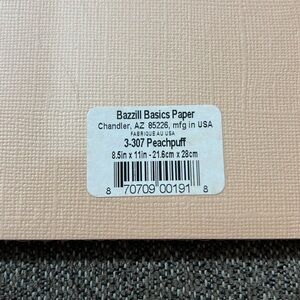 Bazzill Basics Paper
Chandler, AZ 85226, mfg in USA
FABRIQUE AU USA
3-307 Peachpuff
8.5in x 11in - 21.6cm x 28cm
8 70709 00191 8